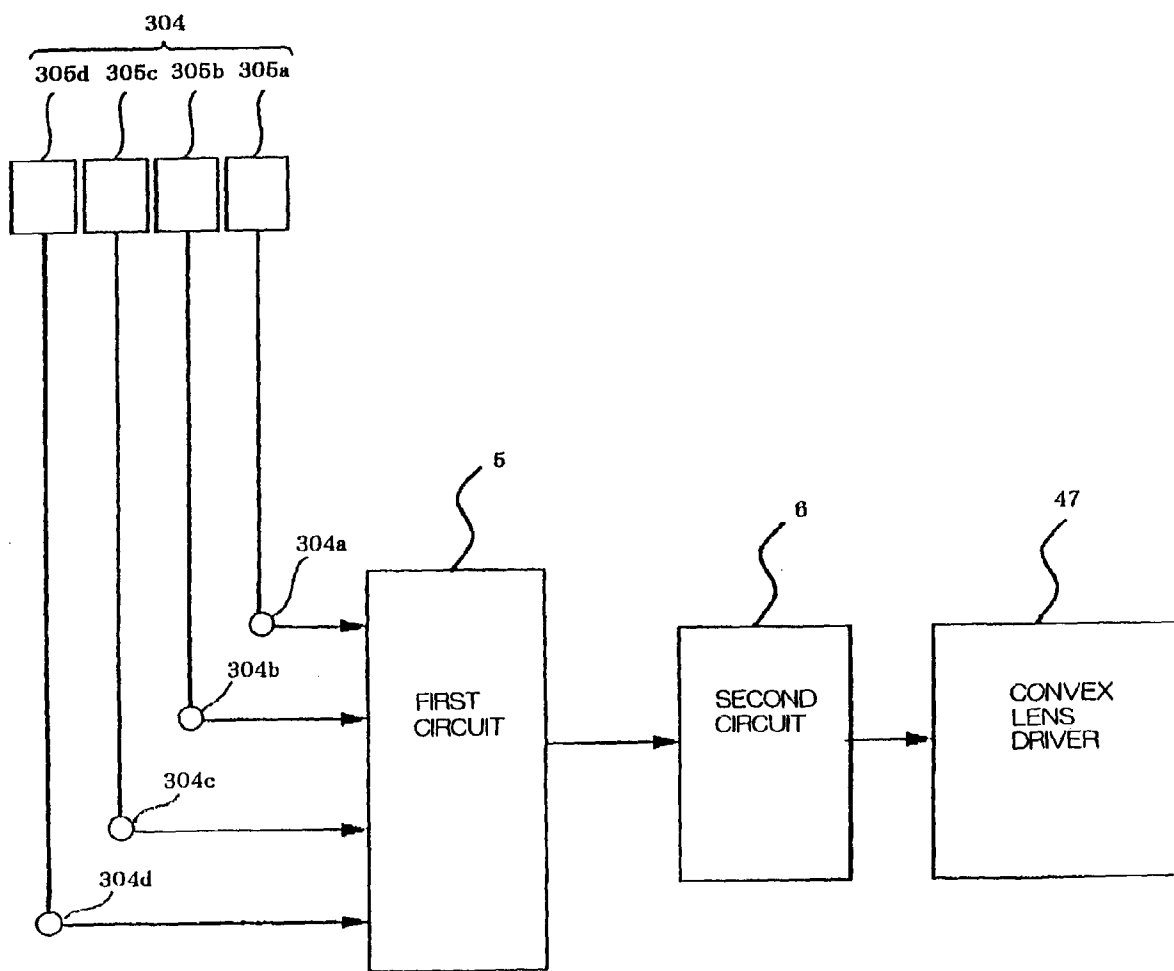 304
305d 305c 305b 305a
5
6
47
304a
304b
FIRST
CIRCUIT
SECOND
CIRCUIT
CONVEX
LENS
DRIVER
304c
304d